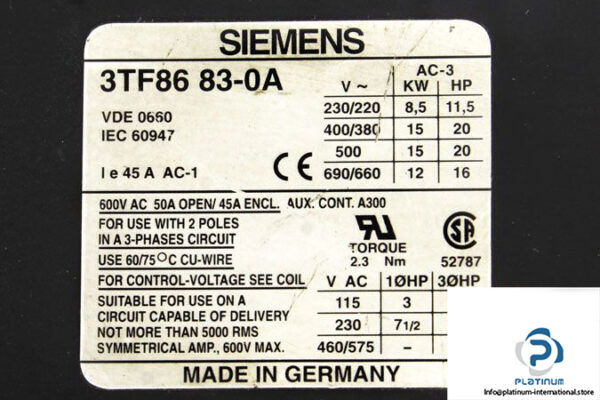 SIEMENS
3TF86 83-0A
VDE 0660
IEC 60947
Ie 45 A AC-1
CE
V ~ AC-3 KW HP
230/220 8,5 11,5
400/380 15 20
500 15 20
690/660 12 16
600V AC 50A OPEN/ 45A ENCL. AUX. CONT. A300
FOR USE WITH 2 POLES
IN A 3-PHASES CIRCUIT
USE 60/75°C CU-WIRE
FOR CONTROL-VOLTAGE SEE COIL
SUITABLE FOR USE ON A
CIRCUIT CAPABLE OF DELIVERY
NOT MORE THAN 5000 RMS
SYMMETRICAL AMP., 600V MAX.
TORQUE
2.3 Nm
SA
52787
V AC 1ØHP 3ØHP
115 3
230 7 1/2
460/575 –
MADE IN GERMANY
PLATINUM
Info@platinum-international.store